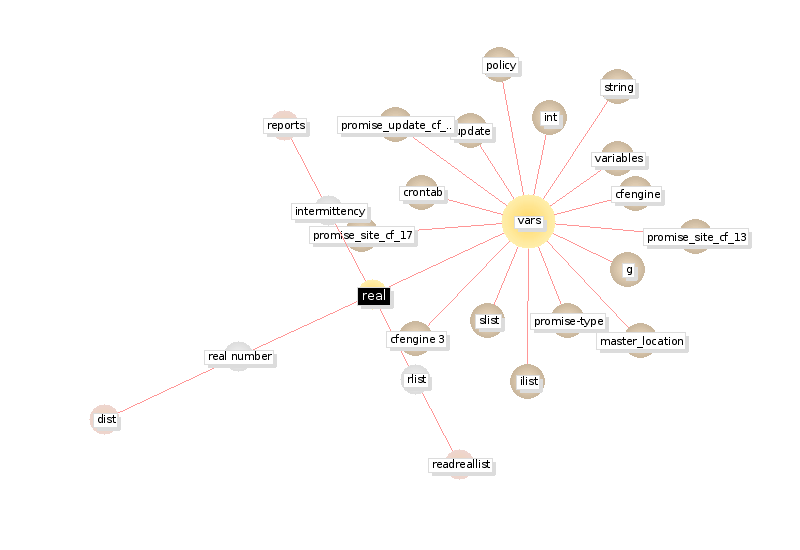 policy
string
int
reports
promise_update_cf_..
update
variables
crontab
cfengine
intermittency
vars
promise_site_cf_17
promise_site_cf_13
g
real
slist
promise-type
cfengine 3
master_location
real number
rlist
ilist
dist
readreallist